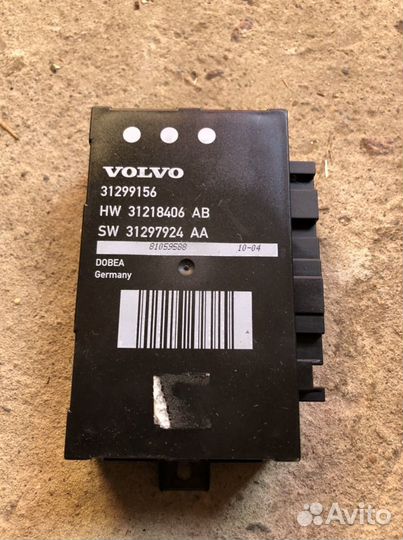 VOLVO
31299156
HW 31218406 AB
SW 31297924 AA
81059588 10-04
DOBEA
Germany
Avito